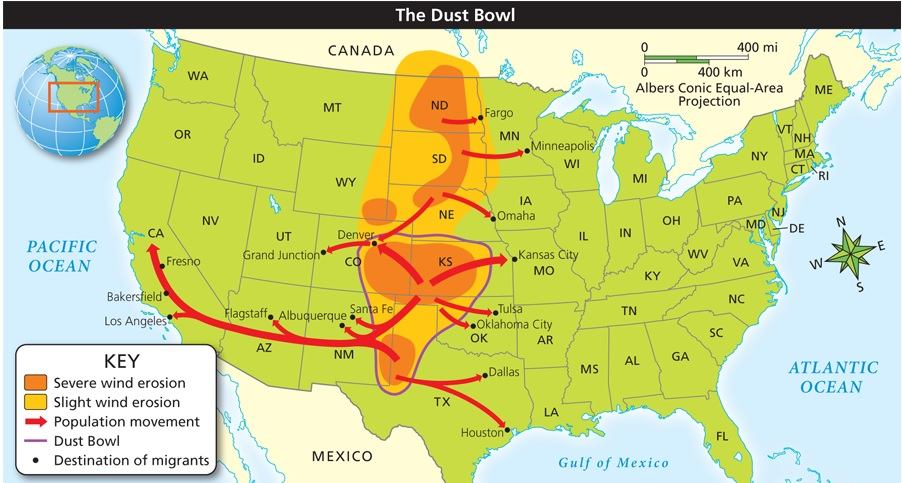 The Dust Bowl
CANADA
0 400 mi
0 400 km
Albers Conic Equal-Area
Projection
WA
MT
ND
Fargo
MN
ME
VT
NH
OR
ID
SD
Minneapolis
WI
MI
NY
MA
CT
RI
WY
NE
IA
Omaha
PA
NJ
OH
MD
DE
NV
UT
Denver
Grand Junction
CO
KS
Kansas City
MO
IL
IN
WV
VA
KY
CA
Fresno
PACIFIC
OCEAN
N
E
W
S
Bakersfield
Los Angeles
Flagstaff
Albuquerque
Santa Fe
Tulsa
Oklahoma City
OK
AR
TN
NC
SC
AZ
NM
MS
AL
GA
ATLANTIC
OCEAN
Dallas
TX
LA
Houston
FL
MEXICO
Gulf of Mexico
KEY
Severe wind erosion
Slight wind erosion
Population movement
Dust Bowl
Destination of migrants